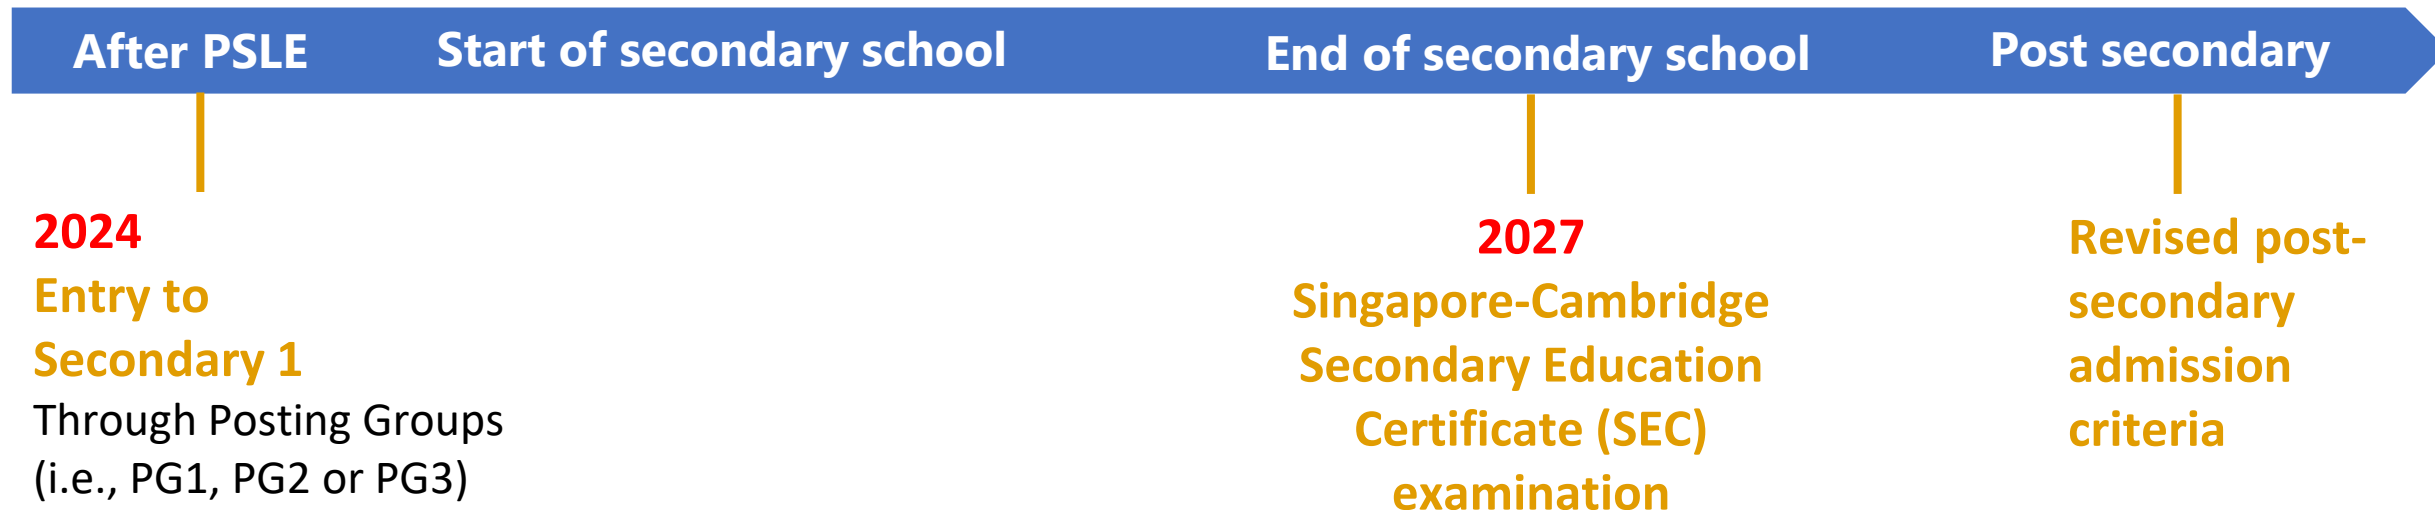 After PSLE
Start of secondary school
End of secondary school
Post secondary
2024
Entry to
Secondary 1
Through Posting Groups
(i.e., PG1, PG2 or PG3)
2027
Singapore-Cambridge
Secondary Education
Certificate (SEC)
examination
Revised post-
secondary
admission
criteria